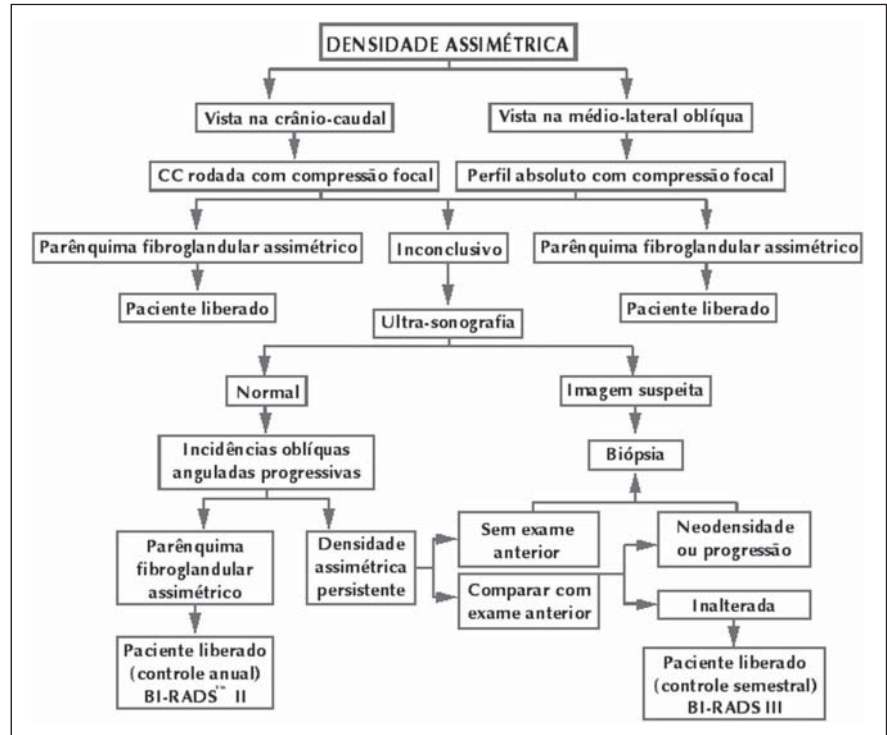 DENSIDADE ASSIMÉTRICA
Vista na crânio-caudal
Vista na médio-lateral oblíqua
CC rodada com compressão focal
Perfil absoluto com compressão focal
Parênquima fibroglandular assimétrico
Inconclusivo
Parênquima fibroglandular assimétrico
Paciente liberado
Paciente liberado
Ultra-sonografia
Normal
Imagem suspeita
Incidências oblíquas
anguladas progressivas
Biópsia
Parênquima
fibroglandular
assimétrico
Densidade
assimétrica
persistente
Sem exame
anterior
Neodensidade
ou progressão
Comparar com
exame anterior
Inalterada
Paciente liberado
(controle anual)
BI-RADS™ II
Paciente liberado
(controle semestral)
BI-RADS III